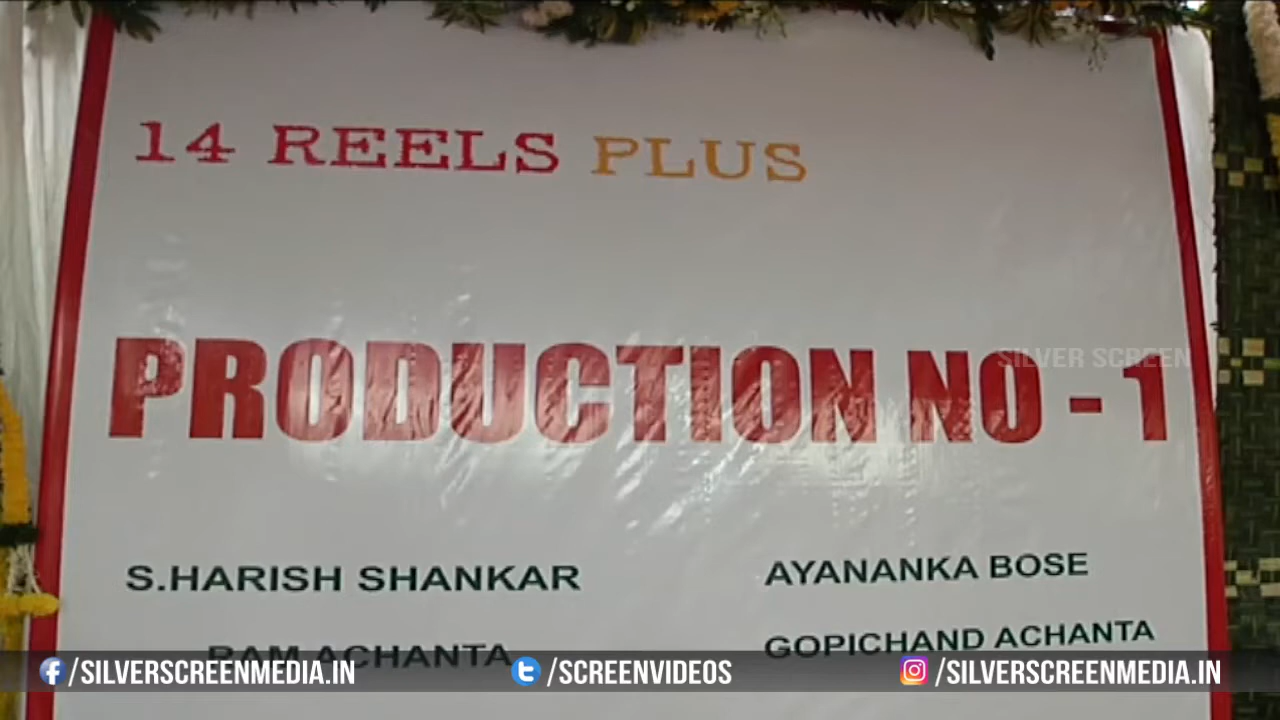 14 REELS PLUS
SILVER SCREEN
PRODUCTION NO - 1
S.HARISH SHANKAR
AYANANKA BOSE
RAM ACHANTA
GOPICHAND ACHANTA
/SILVERSCREENMEDIA.IN
/SCREENVIDEOS
/SILVERSCREENMEDIA.IN